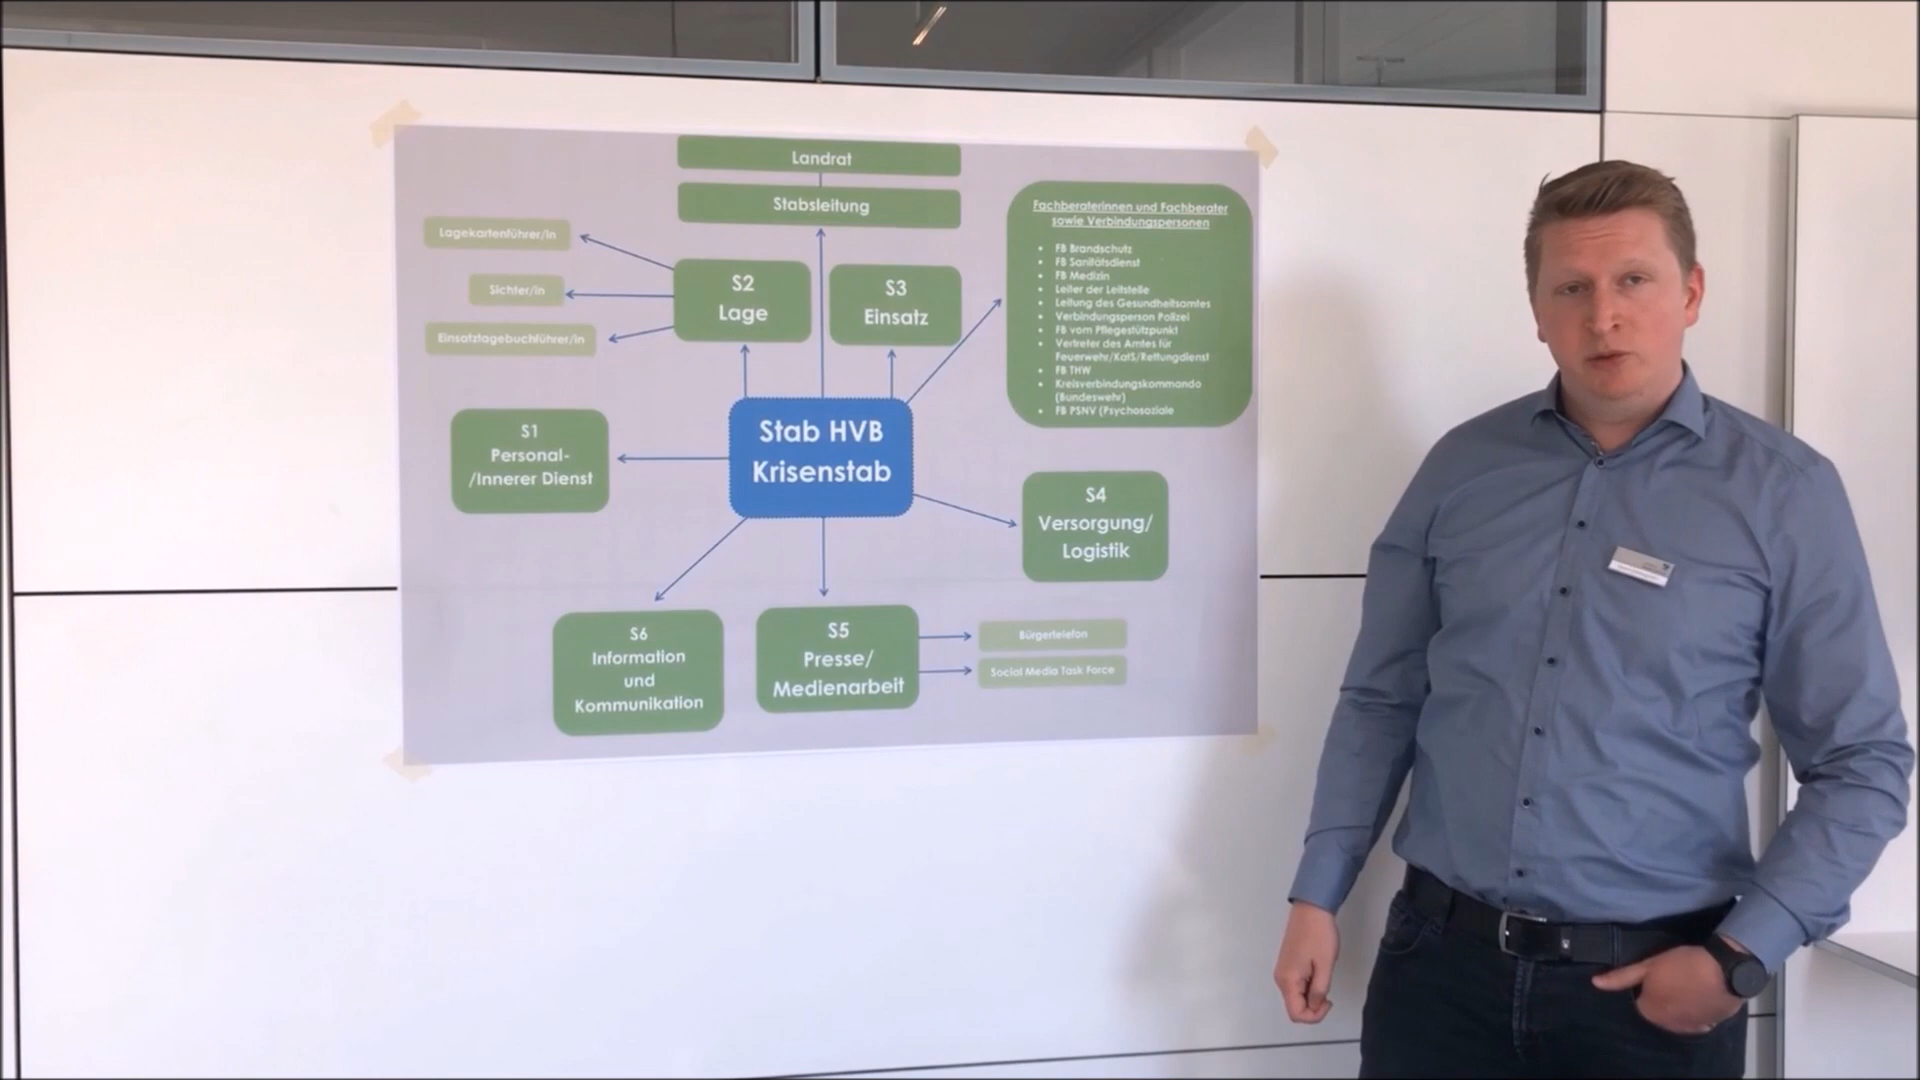 Landrat
Stabsleitung
Lagekartenführer/in
Sichter/in
Einsatztagebuchführer/in
S2
Lage
S3
Einsatz
Fachberaterinnen und Fachberater
sowie Verbindungspersonen
• FB Brandschutz
• FB Sanitätsdienst
• FB Medizin
• Leiter der Leitstelle
• Leitung des Gesundheitsamtes
• Verbindungsperson Polizei
• FB vom Pflegestützpunkt
• Vertreter des Amtes für
Feuerwehr/KatS/Rettungdienst
• FB THW
• Kreisverbindungskommando
(Bundeswehr)
• FB PSNV (Psychosoziale
S1
Personal-
/Innerer Dienst
Stab HVB
Krisenstab
S4
Versorgung/
Logistik
S6
Information
und
Kommunikation
S5
Presse/
Medienarbeit
Bürgertelefon
Social Media Task Force